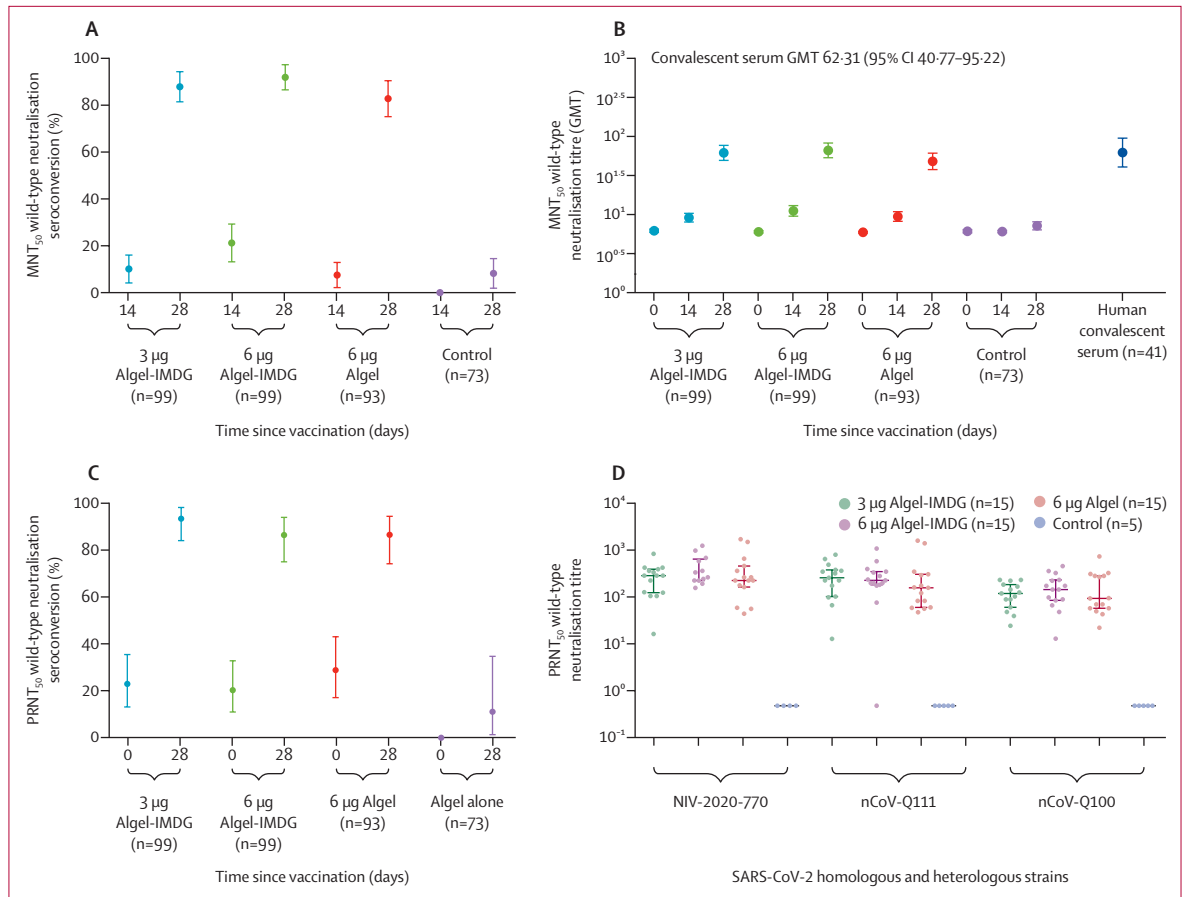 A
MNT₅₀ wild-type neutralisation
seroconversion (%)
100
80
60
40
20
0
14 28 14 28 14 28 14 28
3 µg
Algel-IMDG
(n=99)
6 µg
Algel-IMDG
(n=99)
6 µg
Algel
(n=93)
Control
(n=73)
Time since vaccination (days)
B
Convalescent serum GMT 62·31 (95% CI 40·77–95·22)
MNT₅₀ wild-type
neutralisation titre (GMT)
10³
10²·⁵
10²
10¹·⁵
10¹
10⁰·⁵
10⁰
0 14 28 0 14 28 0 14 28 0 14 28
3 µg
Algel-IMDG
(n=99)
6 µg
Algel-IMDG
(n=99)
6 µg
Algel
(n=93)
Control
(n=73)
Human
convalescent
serum (n=41)
Time since vaccination (days)
C
PRNT₅₀ wild-type neutralisation
seroconversion (%)
100
80
60
40
20
0
0 28 0 28 0 28 0 28
3 µg
Algel-IMDG
(n=99)
6 µg
Algel-IMDG
(n=99)
6 µg Algel
(n=93)
Algel alone
(n=73)
Time since vaccination (days)
D
3 µg Algel-IMDG (n=15)
6 µg Algel-IMDG (n=15)
6 µg Algel (n=15)
Control (n=5)
PRNT₅₀ wild-type
neutralisation titre
10⁴
10³
10²
10¹
10⁰
10⁻¹
NIV-2020-770
nCoV-Q111
nCoV-Q100
SARS-CoV-2 homologous and heterologous strains